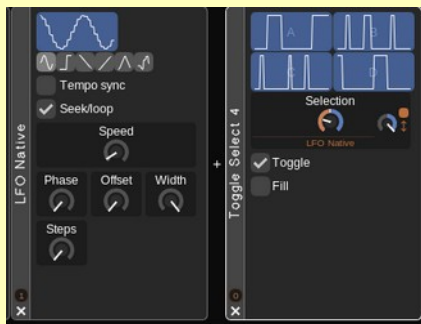 LFO Native
Tempo sync
Seek/loop
Speed
Phase Offset Width
Steps
1
+
Toggle Select 4
A B
C D
Selection
LFO Native
Toggle
Fill
0